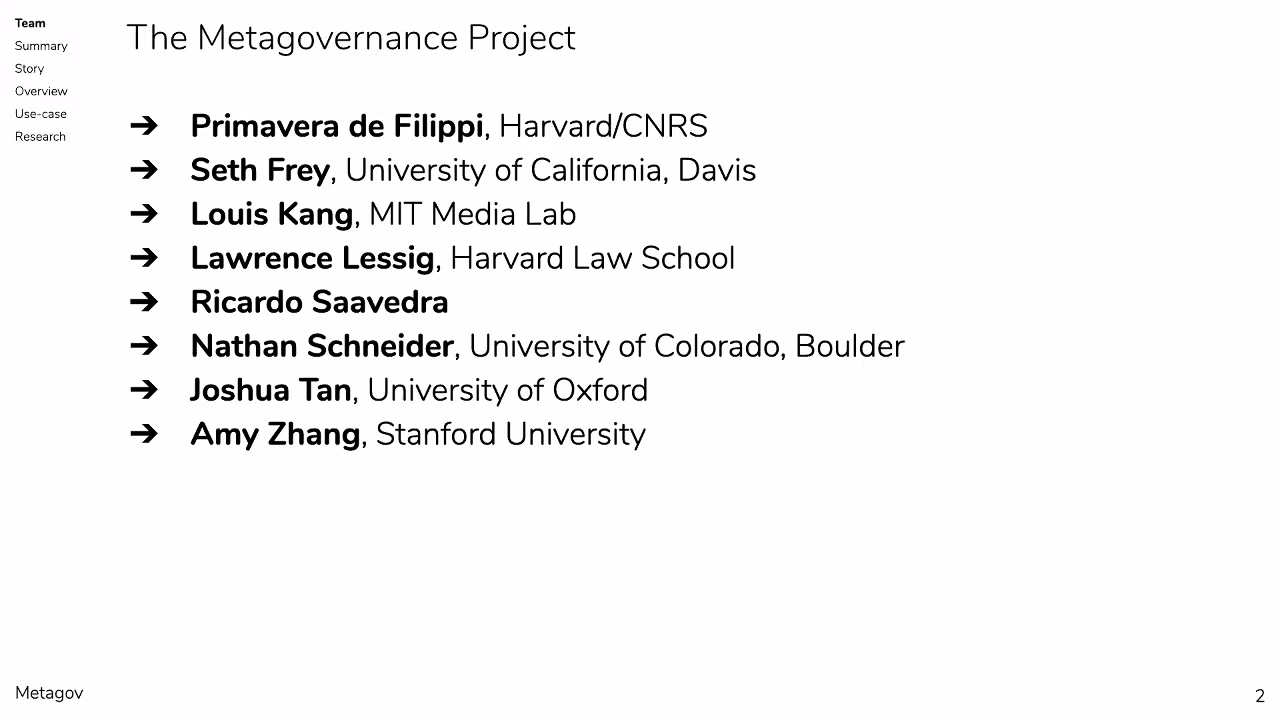 Team
Summary
Story
Overview
Use-case
Research
The Metagovernance Project
➔ Primavera de Filippi, Harvard/CNRS
➔ Seth Frey, University of California, Davis
➔ Louis Kang, MIT Media Lab
➔ Lawrence Lessig, Harvard Law School
➔ Ricardo Saavedra
➔ Nathan Schneider, University of Colorado, Boulder
➔ Joshua Tan, University of Oxford
➔ Amy Zhang, Stanford University
Metagov
2